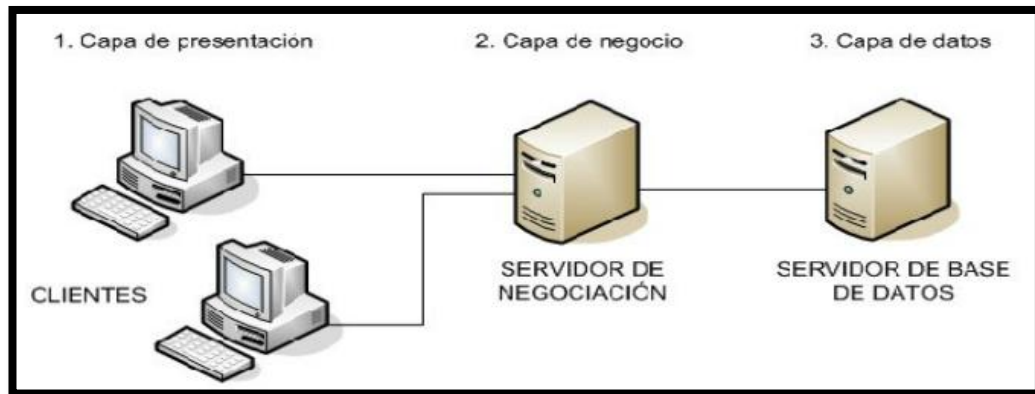 1. Capa de presentación
2. Capa de negocio
3. Capa de datos
CLIENTES
SERVIDOR DE
NEGOCIACIÓN
SERVIDOR DE BASE
DE DATOS